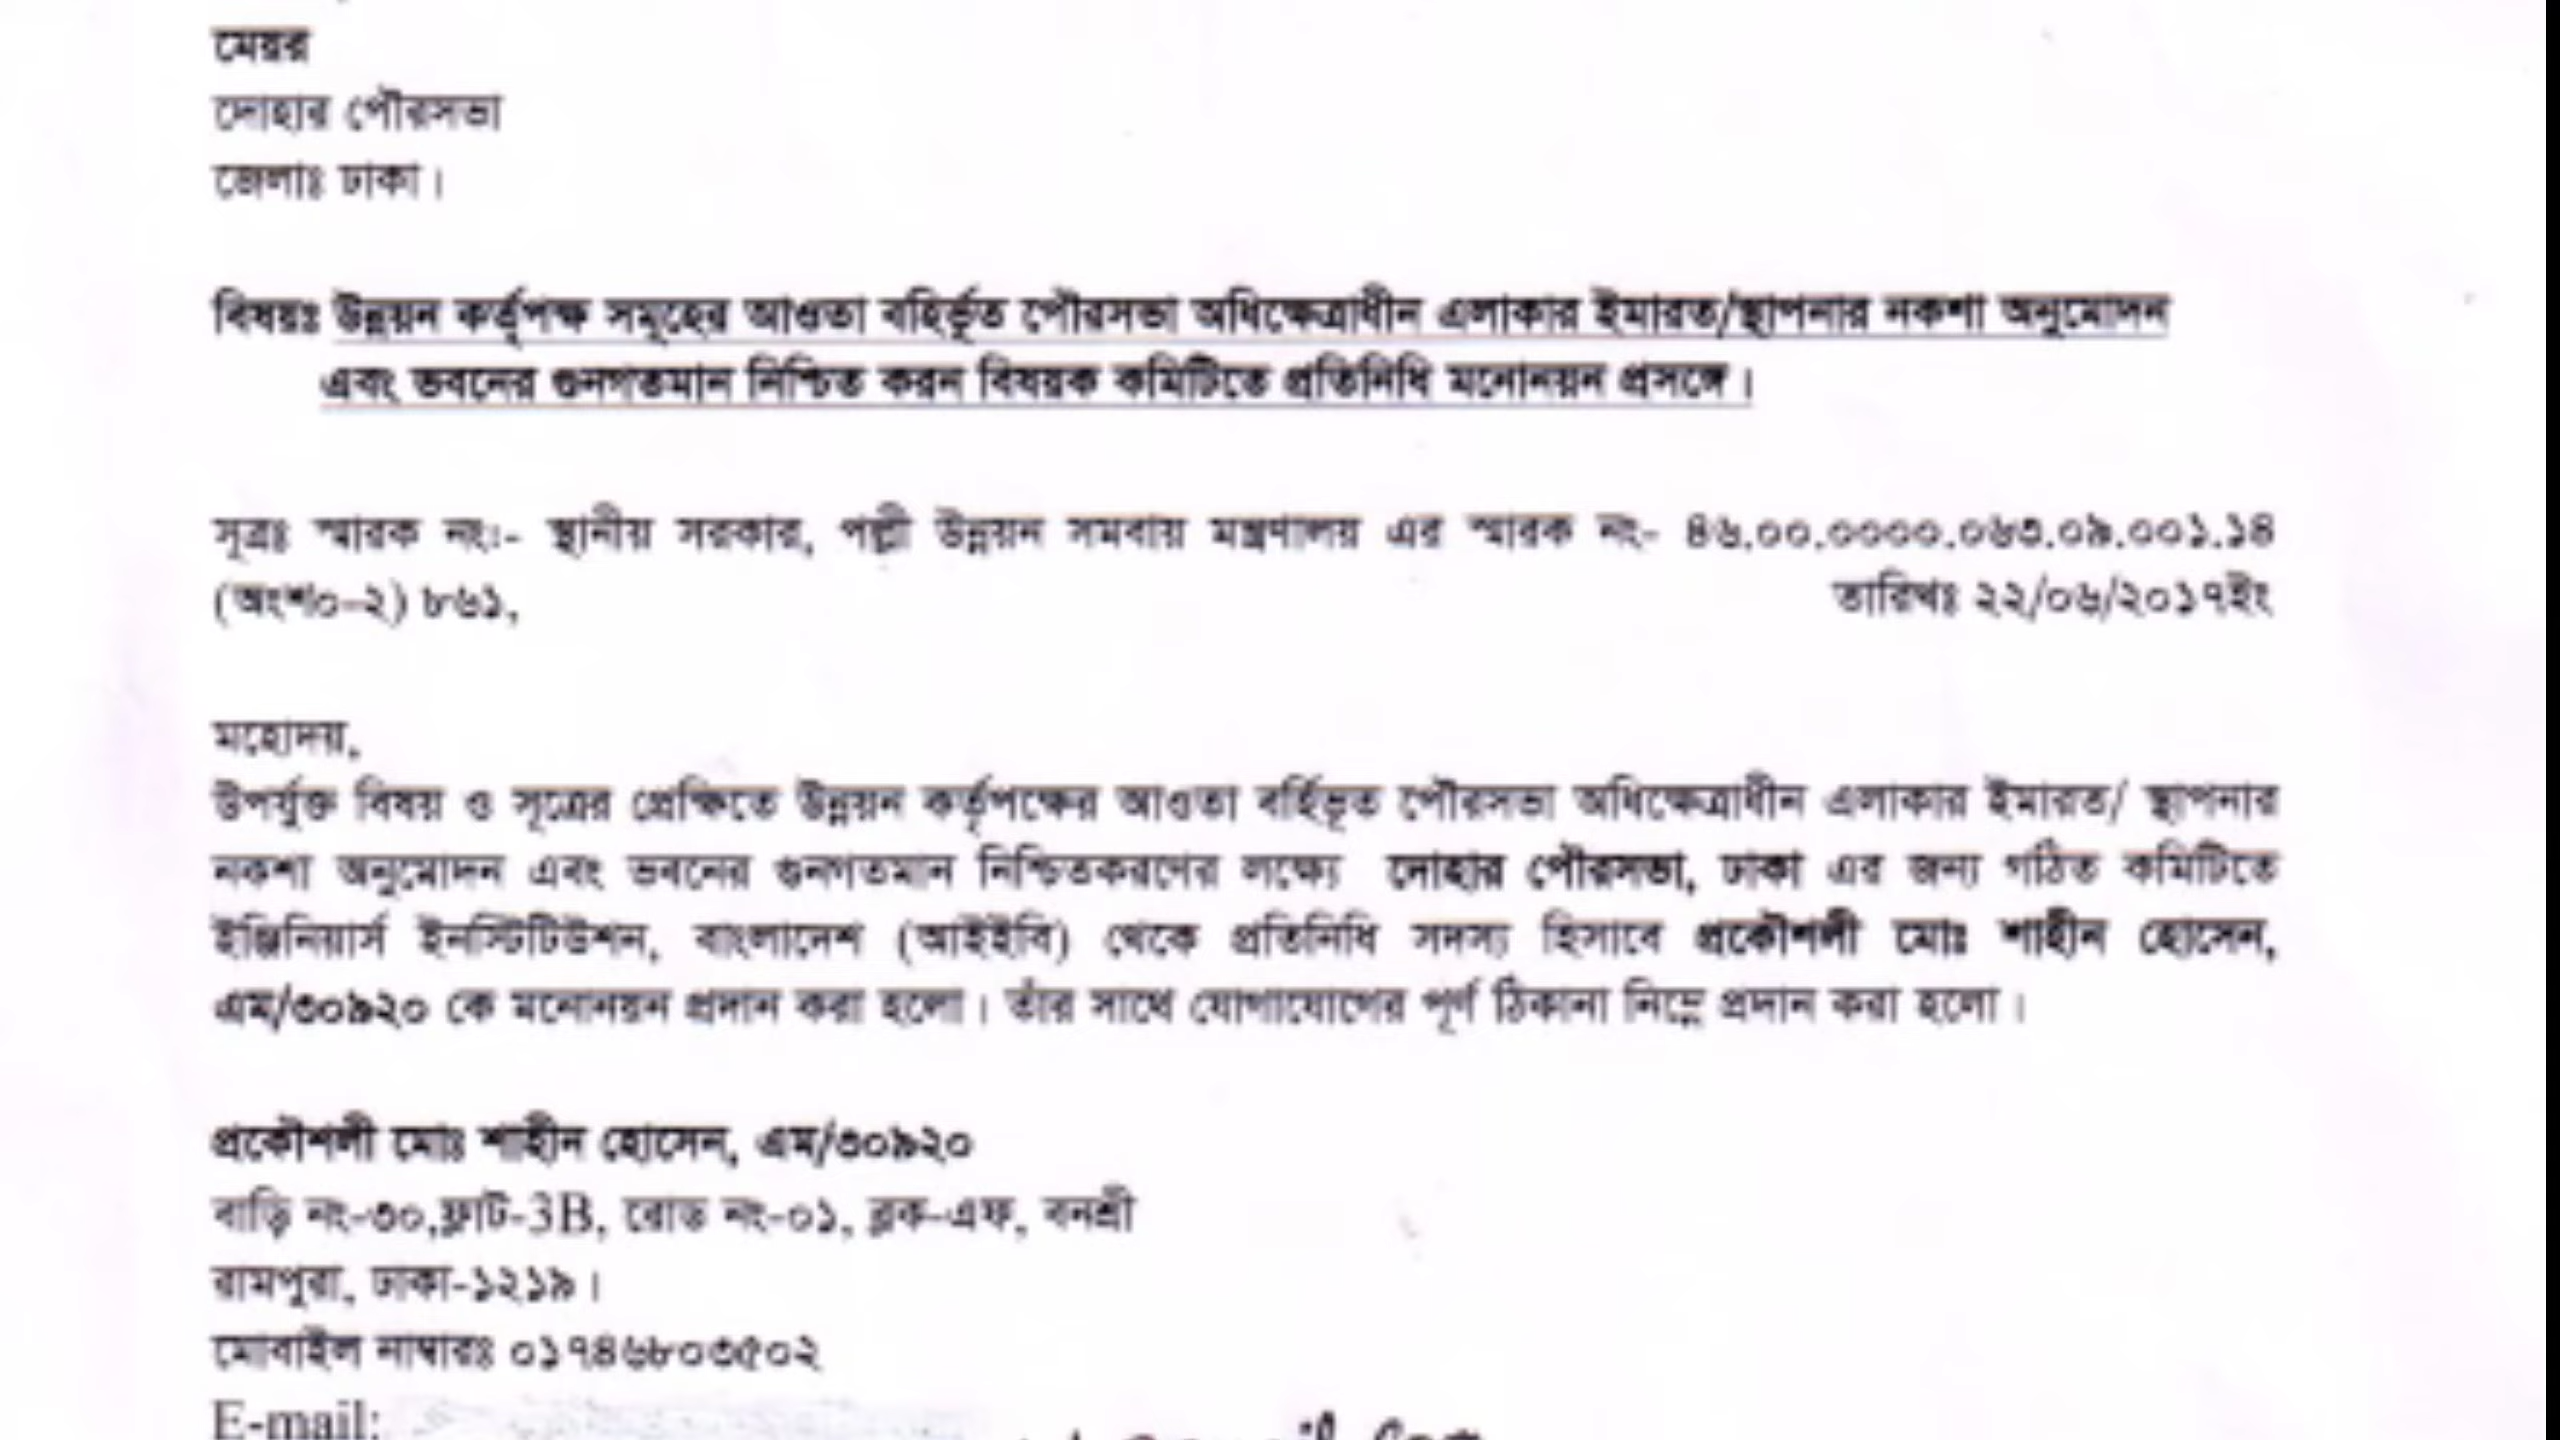 মেয়র
দোহার পৌরসভা
জেলাঃ ঢাকা।
বিষয়ঃ উন্নয়ন কর্তৃপক্ষ সমূহের আওতা বহির্ভূত পৌরসভা অধিক্ষেত্রাধীন এলাকার ইমারত/স্থাপনার নকশা অনুমোদন
এবং ভবনের গুনগতমান নিশ্চিত করন বিষয়ক কমিটিতে প্রতিনিধি মনোনয়ন প্রসঙ্গে।
সূত্রঃ স্মারক নং:- স্থানীয় সরকার, পল্লী উন্নয়ন সমবায় মন্ত্রণালয় এর স্মারক নং- ৪৬.০০.০০০০.০৬৩.০৯.০০১.১৪
(অংশ০-২) ৮৬১, তারিখঃ ২২/০৬/২০১৭ইং
মহোদয়,
উপর্যুক্ত বিষয় ও সূত্রের প্রেক্ষিতে উন্নয়ন কর্তৃপক্ষের আওতা বর্হিভূত পৌরসভা অধিক্ষেত্রাধীন এলাকার ইমারত/ স্থাপনার
নকশা অনুমোদন এবং ভবনের গুনগতমান নিশ্চিতকরণের লক্ষ্যে দোহার পৌরসভা, ঢাকা এর জন্য গঠিত কমিটিতে
ইঞ্জিনিয়ার্স ইনস্টিটিউশন, বাংলাদেশ (আইইবি) থেকে প্রতিনিধি সদস্য হিসাবে প্রকৌশলী মোঃ শাহীন হোসেন,
এম/৩০৯২০ কে মনোনয়ন প্রদান করা হলো। তাঁর সাথে যোগাযোগের পূর্ণ ঠিকানা নিম্নে প্রদান করা হলো।
প্রকৌশলী মোঃ শাহীন হোসেন, এম/৩০৯২০
বাড়ি নং-৩০,ফ্লাট-3B, রোড নং-০১, ব্লক-এফ, বনশ্রী
রামপুরা, ঢাকা-১২১৯।
মোবাইল নাম্বারঃ ০১৭৪৬৮০৩৫০২
E-mail: